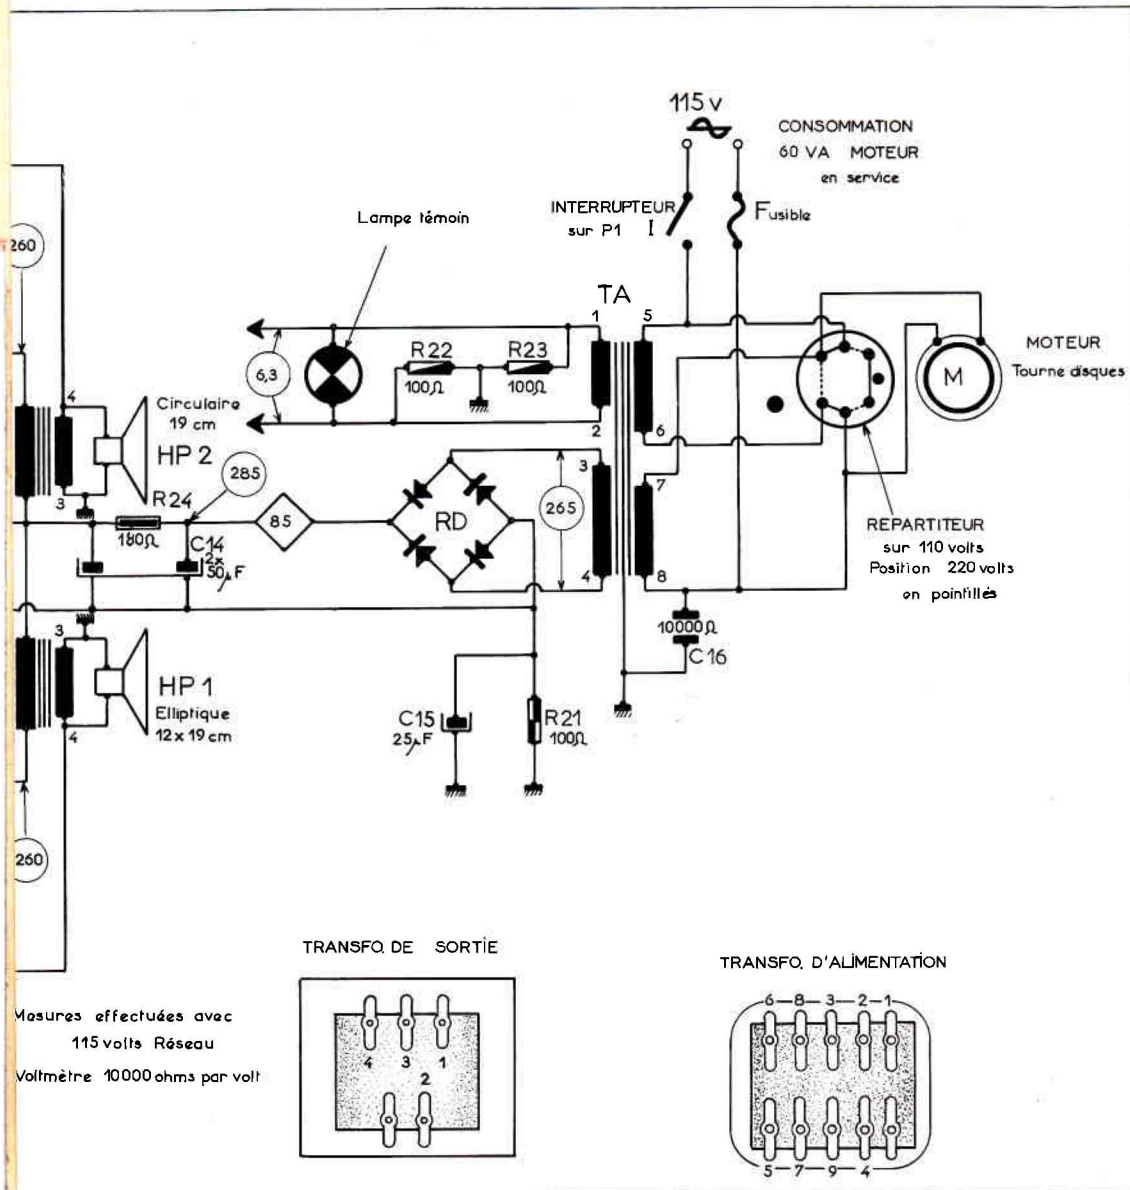 115 v
CONSOMMATION
60 VA MOTEUR
en service
INTERRUPTEUR
sur P1 I
Fusible
Lampe témoin
260
TA
1
5
R22
R23
6,3
100Ω
100Ω
MOTEUR
Tourne disques
M
4
Circulaire
19 cm
HP 2
2
6
3
3
7
285
R24
265
85
RD
180Ω
C14
2x
50µF
REPARTITEUR
sur 110 volts
Position 220 volts
en pointillés
4
8
10000Ω
C16
3
HP 1
Elliptique
12 x 19 cm
4
C15
25µF
R21
100Ω
260
TRANSFO. DE SORTIE
TRANSFO. D'ALIMENTATION
6 8 3 2 1
Mesures effectuées avec
115 volts Réseau
Voltmètre 10000 ohms par volt
4 3 1
2
5 7 9 4